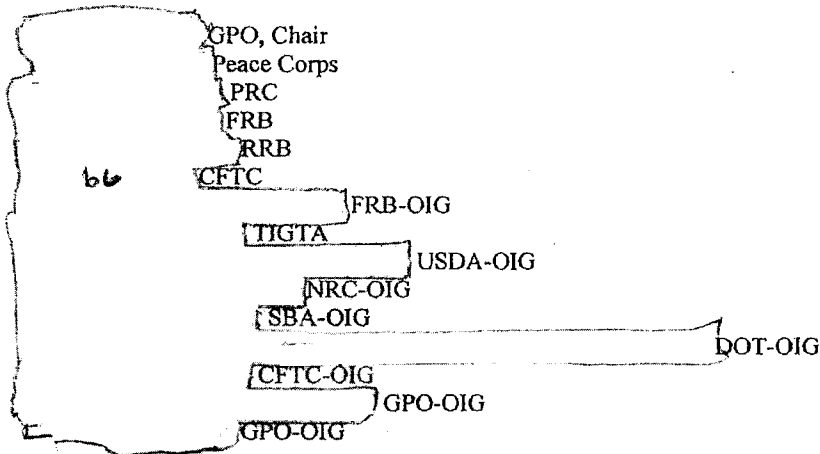 GPO, Chair
Peace Corps
PRC
FRB
RRB
b6 CFTC
FRB-OIG
TIGTA
USDA-OIG
NRC-OIG
SBA-OIG
DOT-OIG
CFTC-OIG
GPO-OIG
GPO-OIG